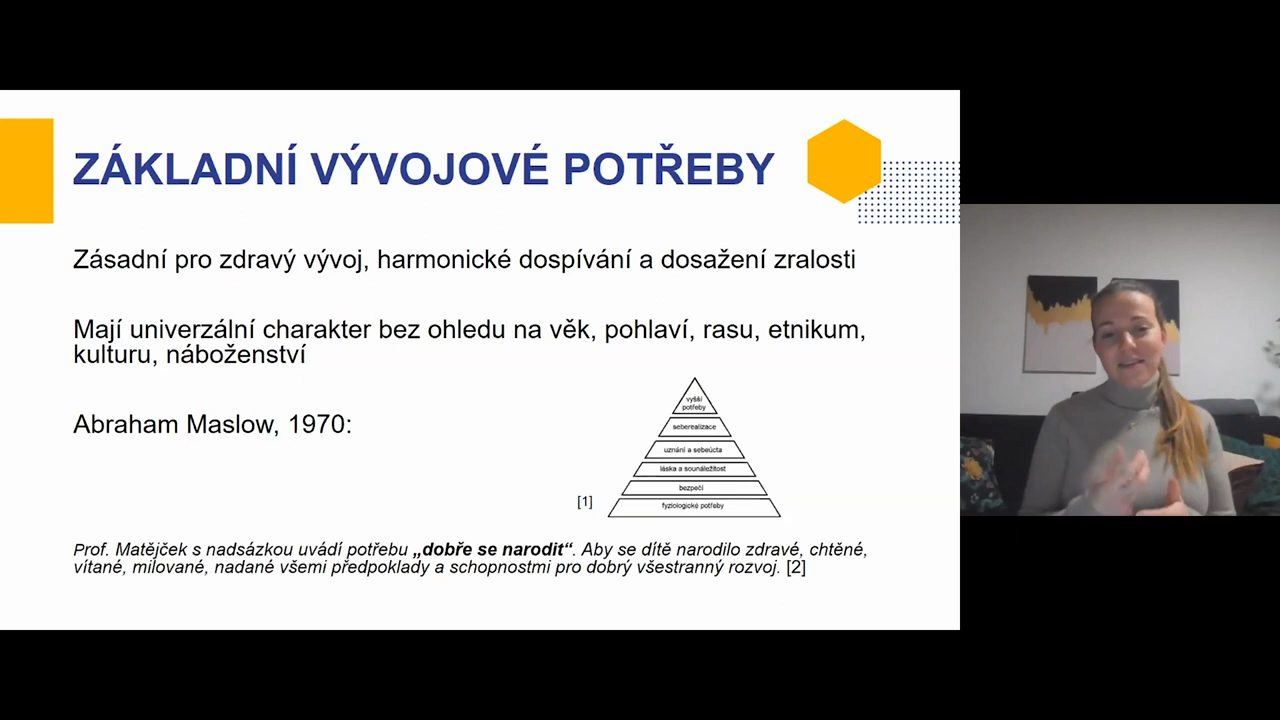 ZÁKLADNÍ VÝVOJOVÉ POTŘEBY
Zásadní pro zdravý vývoj, harmonické dospívání a dosažení zralosti
Mají univerzální charakter bez ohledu na věk, pohlaví, rasu, etnikum,
kulturu, náboženství
Abraham Maslow, 1970:
vyšší
potřeby
seberealizace
uznání a sebeúcta
láska a sounáležitost
bezpečí
fyziologické potřeby
[1]
Prof. Matějček s nadsázkou uvádí potřebu „dobře se narodit“. Aby se dítě narodilo zdravé, chtěné,
vítané, milované, nadané všemi předpoklady a schopnostmi pro dobrý všestranný rozvoj. [2]